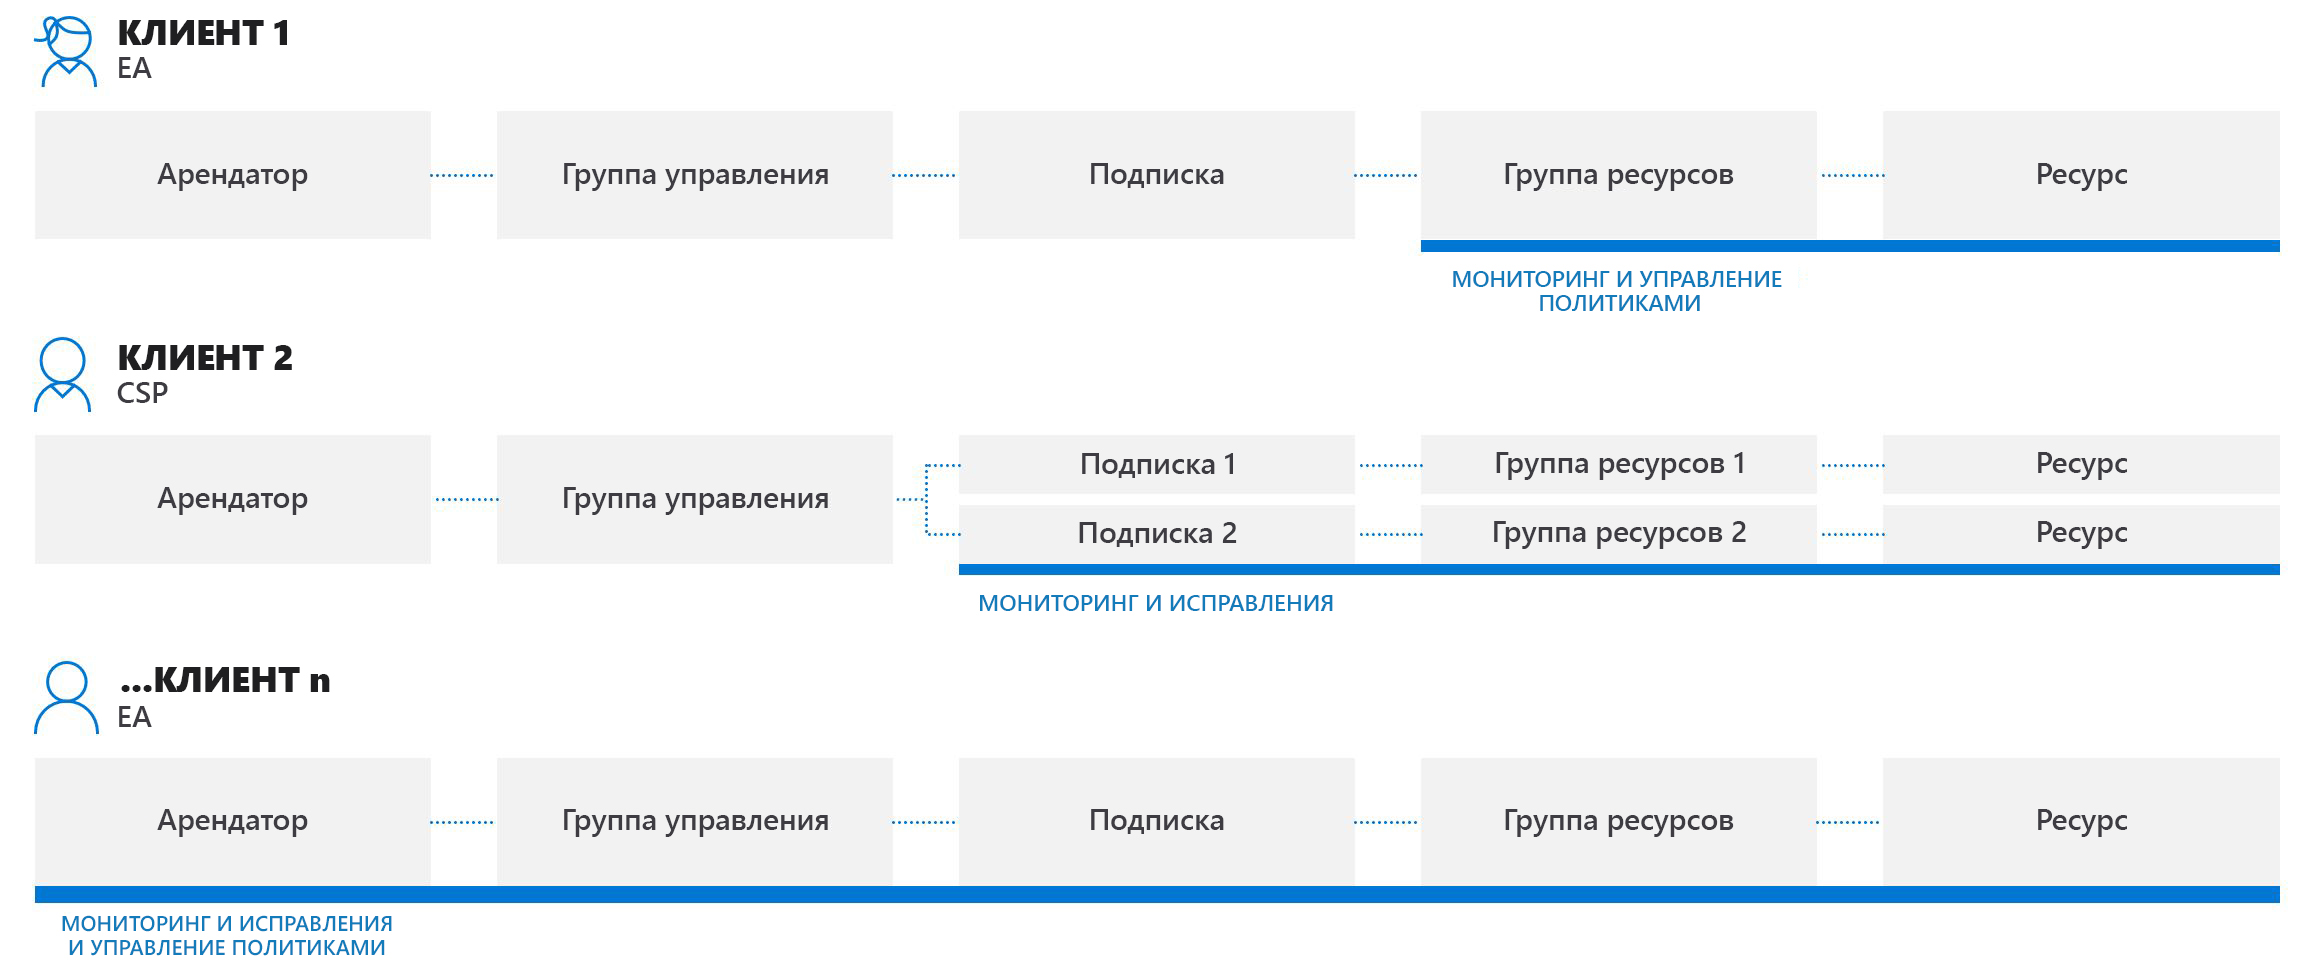 КЛИЕНТ 1
EA
Арендатор
Группа управления
Подписка
Группа ресурсов
Ресурс
МОНИТОРИНГ И УПРАВЛЕНИЕ
ПОЛИТИКАМИ
КЛИЕНТ 2
CSP
Арендатор
Группа управления
Подписка 1
Группа ресурсов 1
Ресурс
Подписка 2
Группа ресурсов 2
Ресурс
МОНИТОРИНГ И ИСПРАВЛЕНИЯ
...КЛИЕНТ n
EA
Арендатор
Группа управления
Подписка
Группа ресурсов
Ресурс
МОНИТОРИНГ И ИСПРАВЛЕНИЯ
И УПРАВЛЕНИЕ ПОЛИТИКАМИ